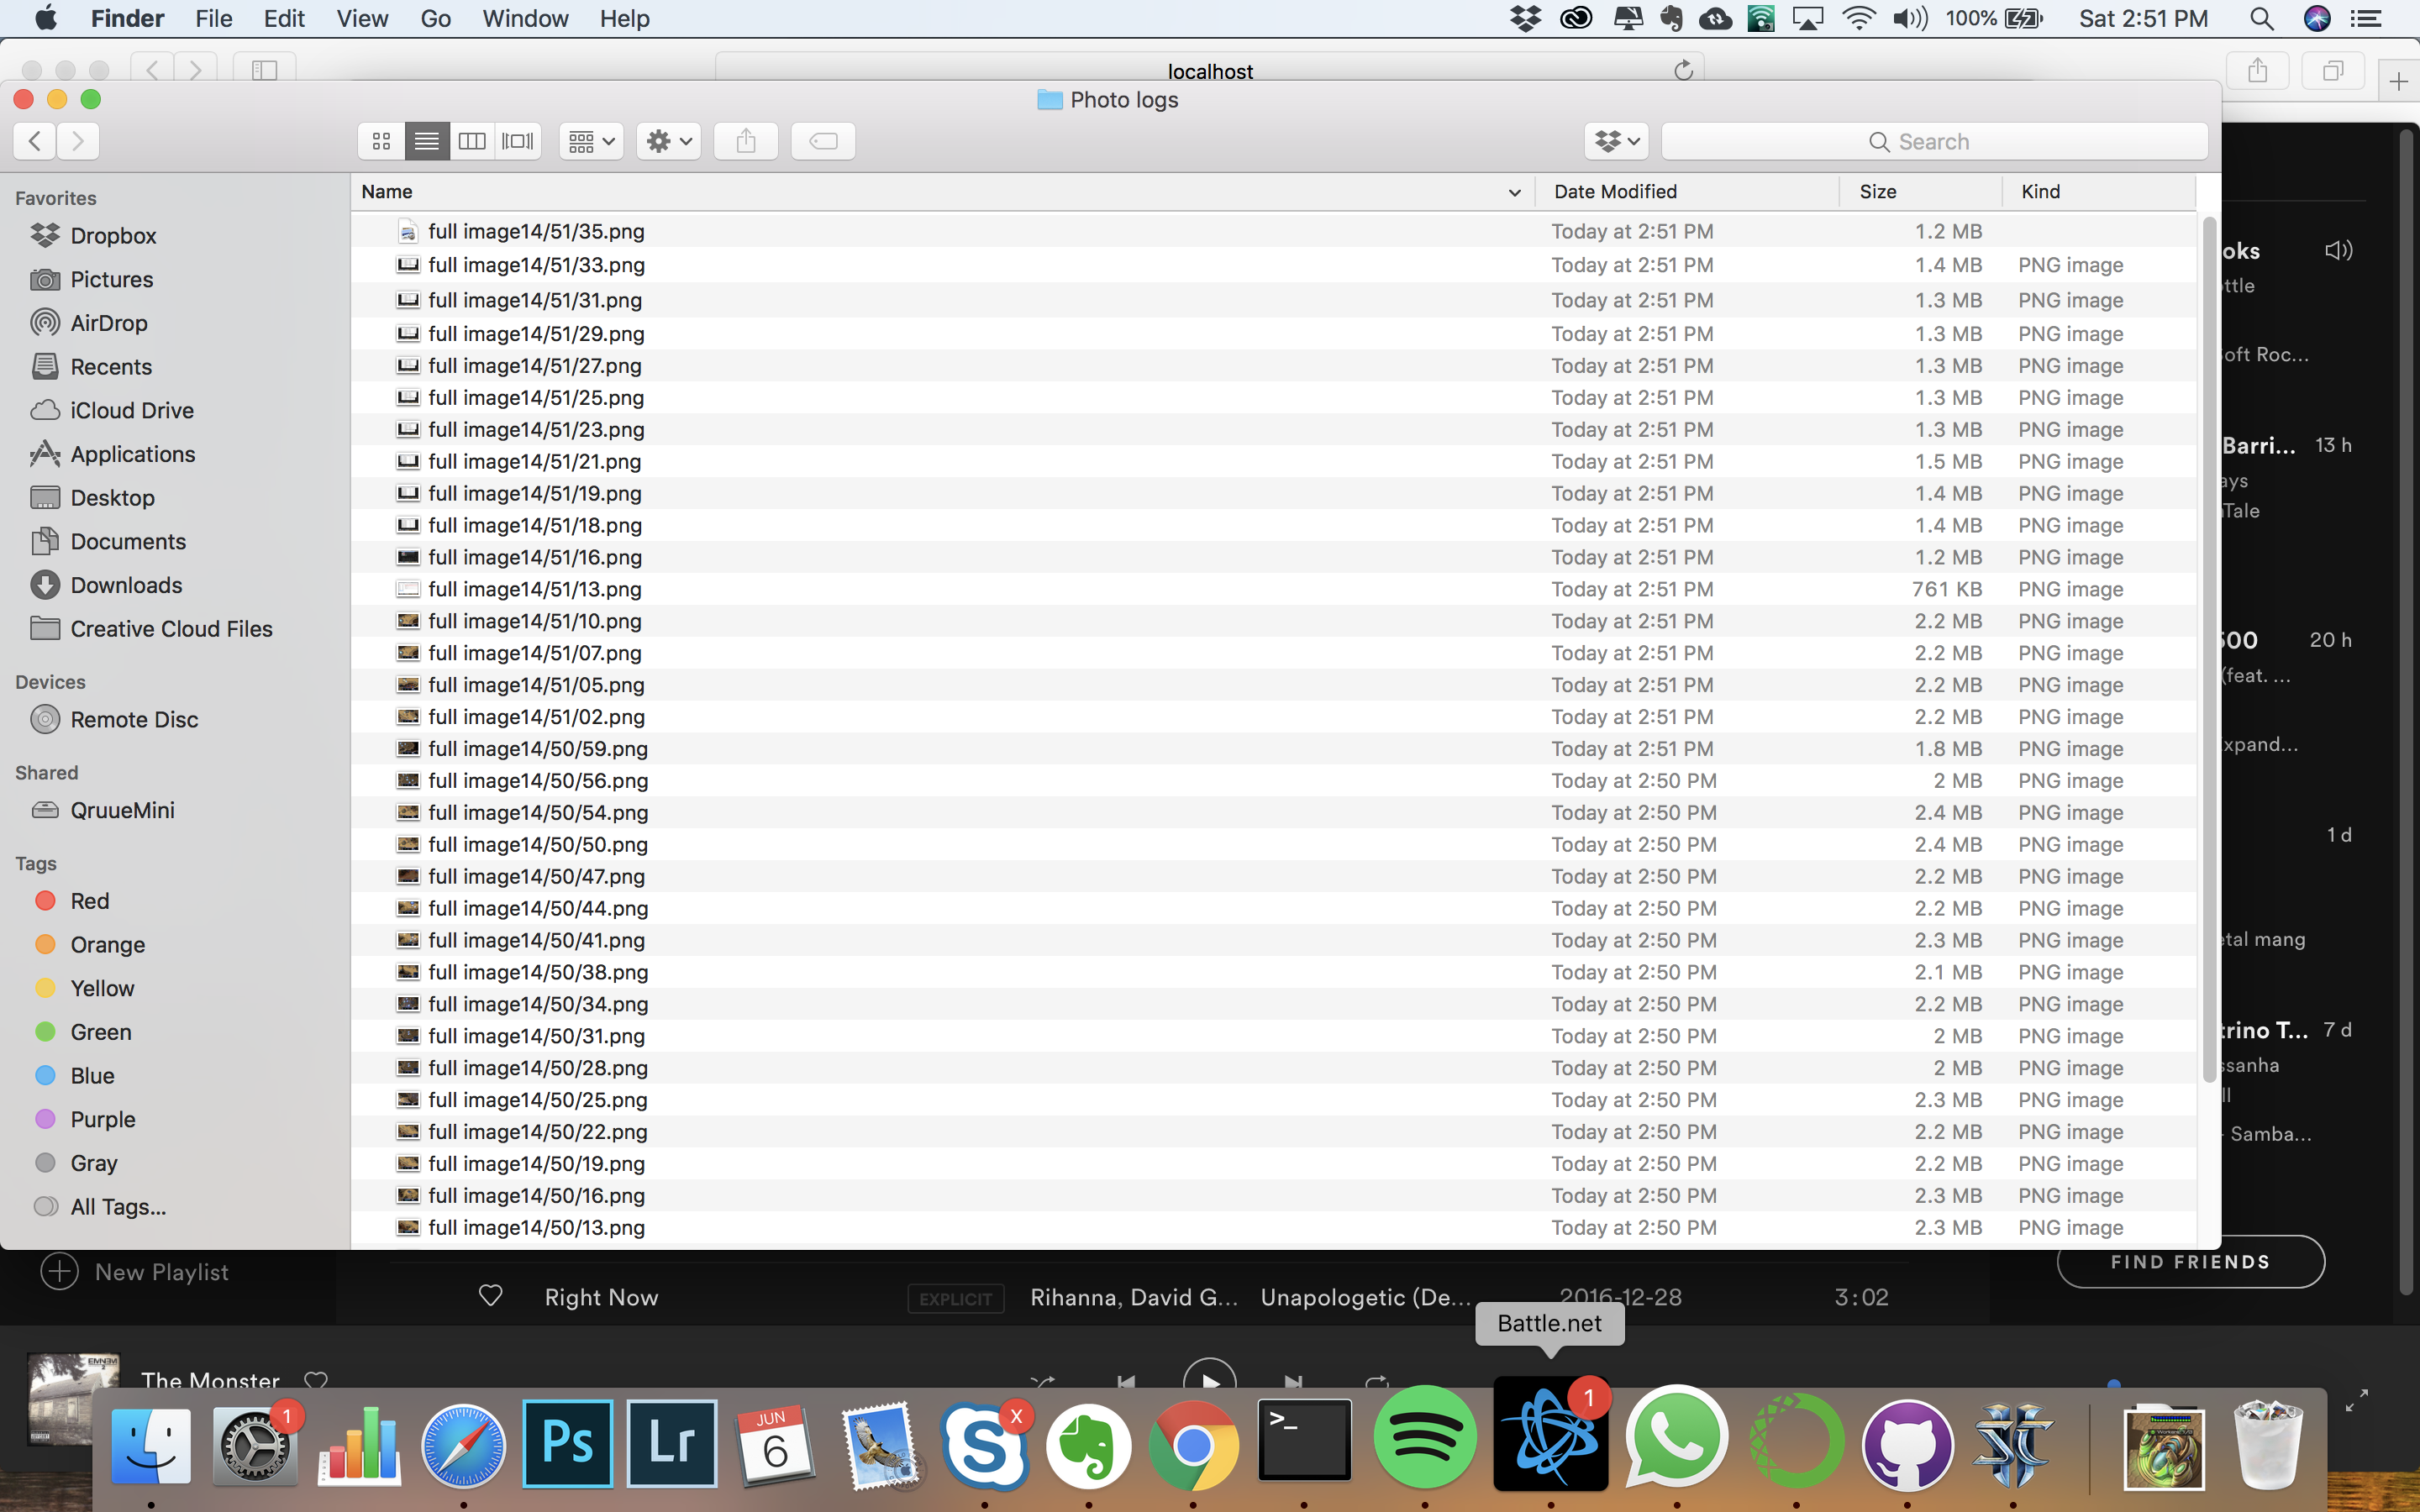 Finder File Edit View Go Window Help 100% Sat 2:51 PM
localhost
Photo logs
Search
Favorites
Dropbox
Pictures
AirDrop
Recents
iCloud Drive
Applications
Desktop
Documents
Downloads
Creative Cloud Files
Devices
Remote Disc
Shared
QruueMini
Tags
Red
Orange
Yellow
Green
Blue
Purple
Gray
All Tags...
Name Date Modified Size Kind
full image14/51/35.png Today at 2:51 PM 1.2 MB
full image14/51/33.png Today at 2:51 PM 1.4 MB PNG image
full image14/51/31.png Today at 2:51 PM 1.3 MB PNG image
full image14/51/29.png Today at 2:51 PM 1.3 MB PNG image
full image14/51/27.png Today at 2:51 PM 1.3 MB PNG image
full image14/51/25.png Today at 2:51 PM 1.3 MB PNG image
full image14/51/23.png Today at 2:51 PM 1.3 MB PNG image
full image14/51/21.png Today at 2:51 PM 1.5 MB PNG image
full image14/51/19.png Today at 2:51 PM 1.4 MB PNG image
full image14/51/18.png Today at 2:51 PM 1.4 MB PNG image
full image14/51/16.png Today at 2:51 PM 1.2 MB PNG image
full image14/51/13.png Today at 2:51 PM 761 KB PNG image
full image14/51/10.png Today at 2:51 PM 2.2 MB PNG image
full image14/51/07.png Today at 2:51 PM 2.2 MB PNG image
full image14/51/05.png Today at 2:51 PM 2.2 MB PNG image
full image14/51/02.png Today at 2:51 PM 2.2 MB PNG image
full image14/50/59.png Today at 2:51 PM 1.8 MB PNG image
full image14/50/56.png Today at 2:50 PM 2 MB PNG image
full image14/50/54.png Today at 2:50 PM 2.4 MB PNG image
full image14/50/50.png Today at 2:50 PM 2.4 MB PNG image
full image14/50/47.png Today at 2:50 PM 2.2 MB PNG image
full image14/50/44.png Today at 2:50 PM 2.2 MB PNG image
full image14/50/41.png Today at 2:50 PM 2.3 MB PNG image
full image14/50/38.png Today at 2:50 PM 2.1 MB PNG image
full image14/50/34.png Today at 2:50 PM 2.2 MB PNG image
full image14/50/31.png Today at 2:50 PM 2 MB PNG image
full image14/50/28.png Today at 2:50 PM 2 MB PNG image
full image14/50/25.png Today at 2:50 PM 2.3 MB PNG image
full image14/50/22.png Today at 2:50 PM 2.2 MB PNG image
full image14/50/19.png Today at 2:50 PM 2.2 MB PNG image
full image14/50/16.png Today at 2:50 PM 2.3 MB PNG image
full image14/50/13.png Today at 2:50 PM 2.3 MB PNG image
oks
ttle
oft Roc...
Barri... 13 h
ays
Tale
500 20 h
(feat. ...
xpand...
1 d
etal mang
trino T... 7 d
ssanha
ll
- Samba...
FIND FRIENDS
New Playlist
Right Now EXPLICIT Rihanna, David G... Unapologetic (De... 2016-12-28 3:02
Battle.net
The Monster
EMINEM
1
Ps
Lr
JUN
6
S
X
>_
1